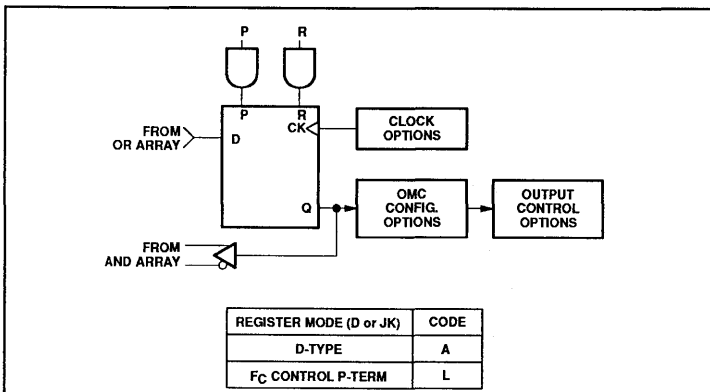 P R
P R
CK
CLOCK
OPTIONS
FROM
OR ARRAY
D
Q
OMC
CONFIG.
OPTIONS
OUTPUT
CONTROL
OPTIONS
FROM
AND ARRAY
REGISTER MODE (D or JK) CODE
D-TYPE A
FC CONTROL P-TERM L